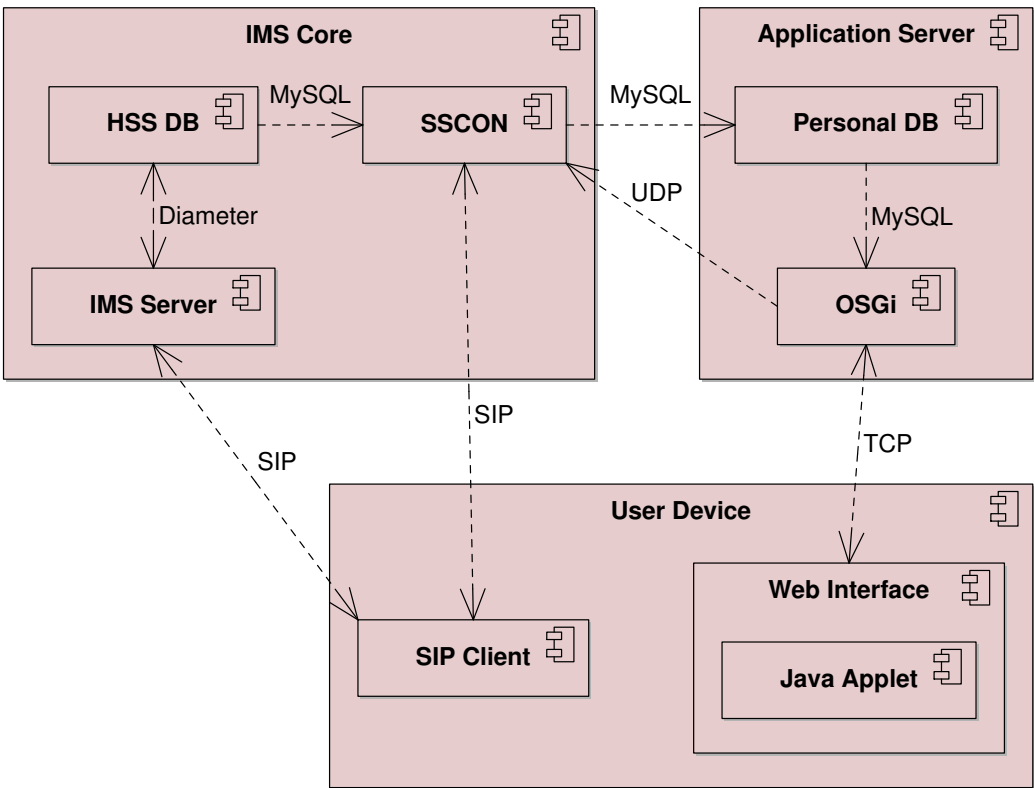 IMS Core
Application Server
MySQL
MySQL
HSS DB
SSCON
Personal DB
UDP
Diameter
MySQL
IMS Server
OSGi
SIP
TCP
SIP
User Device
Web Interface
SIP Client
Java Applet